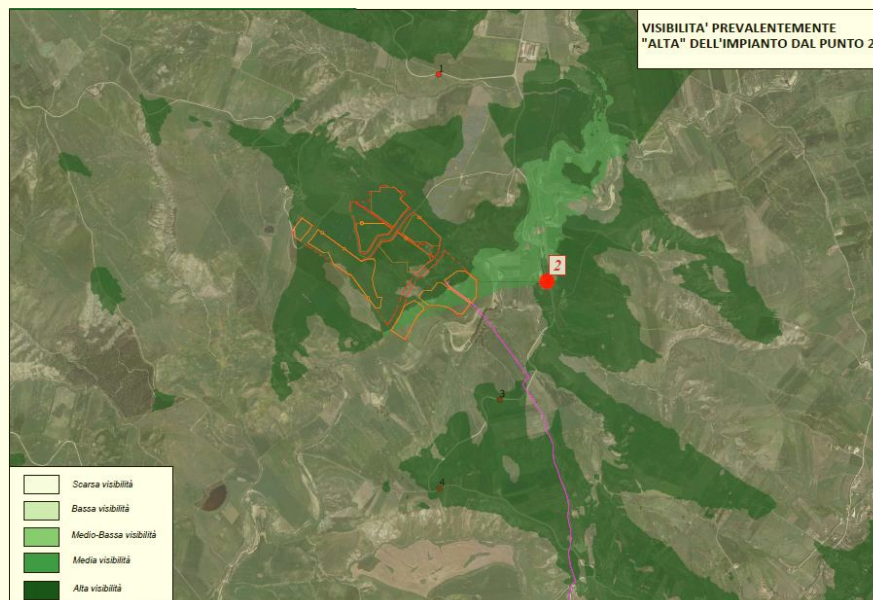 VISIBILITA' PREVALENTEMENTE
"ALTA" DELL'IMPIANTO DAL PUNTO 2
1
2
3
4
Scarsa visibilità
Bassa visibilità
Medio-Bassa visibilità
Media visibilità
Alta visibilità